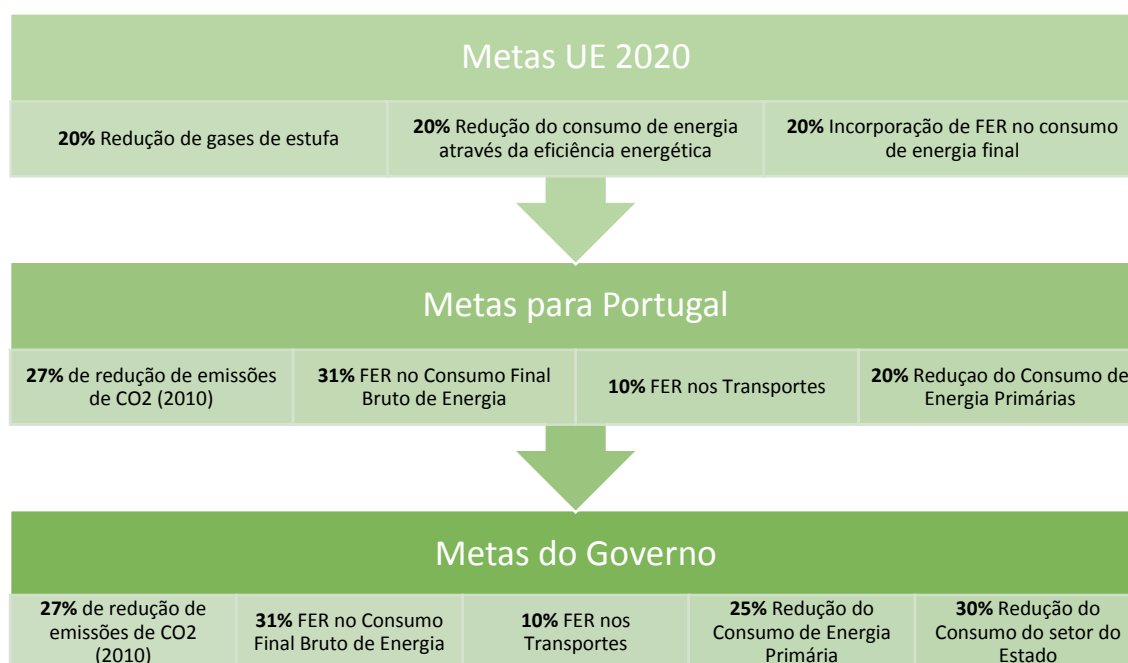 Metas UE 2020
20% Redução de gases de estufa
20% Redução do consumo de energia
através da eficiência energética
20% Incorporação de FER no consumo
de energia final
Metas para Portugal
27% de redução de emissões
de CO2 (2010)
31% FER no Consumo Final
Bruto de Energia
10% FER nos Transportes
20% Reduçao do Consumo de
Energia Primárias
Metas do Governo
27% de redução de
emissões de CO2
(2010)
31% FER no Consumo
Final Bruto de Energia
10% FER nos
Transportes
25% Redução do
Consumo de Energia
Primária
30% Redução do
Consumo do setor do
Estado